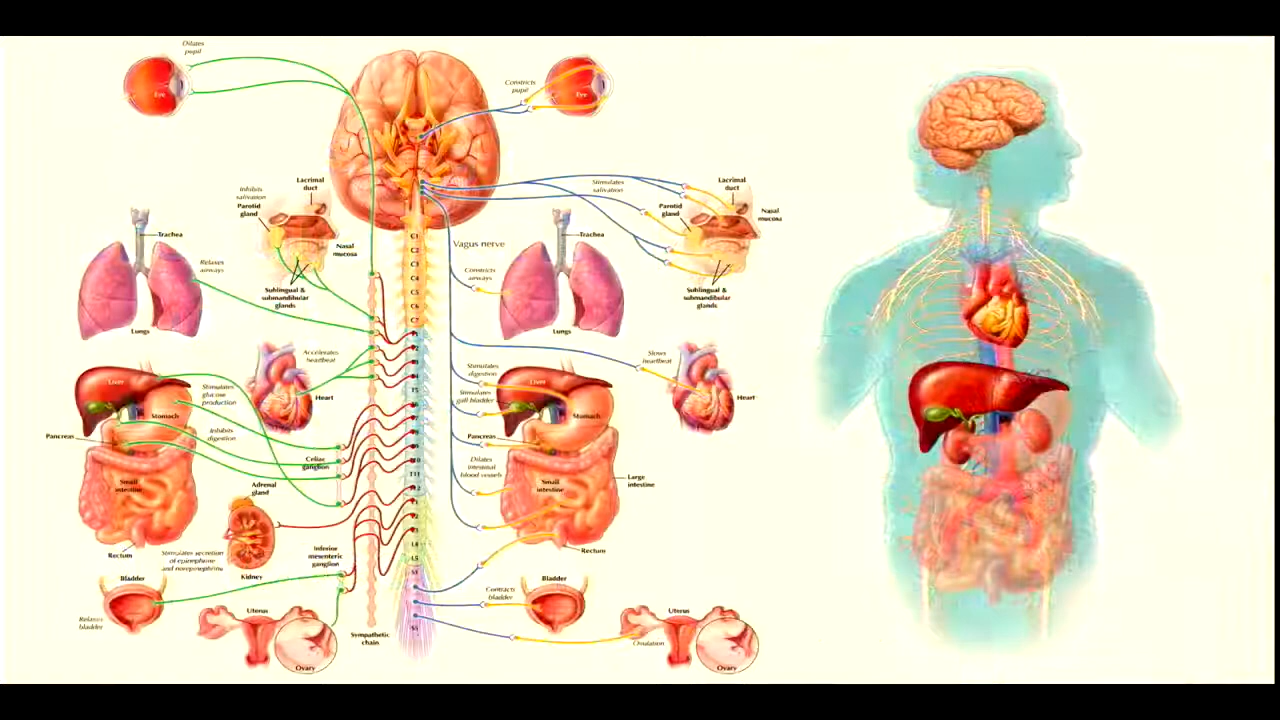 Dilates
pupil
Eye
Constricts
pupil
Eye
Inhibits
salivation
Parotid
gland
Lacrimal
duct
Nasal
mucosa
Sublingual &
submandibular
glands
Stimulates
salivation
Parotid
gland
Lacrimal
duct
Nasal
mucosa
Sublingual &
submandibular
glands
Trachea
Relaxes
airways
Lungs
Vagus nerve
Constricts
airways
Trachea
Lungs
C1
C2
C3
C4
C5
C6
C7
T5
T11
L4
L5
S1
Accelerates
heartbeat
Heart
Slows
heartbeat
Heart
Liver
Stomach
Pancreas
Small
intestine
Rectum
Stimulates
glucose
production
Inhibits
digestion
Celiac
ganglion
Stimulates
digestion
Stimulates
gall bladder
Pancreas
Dilates
intestinal
blood vessels
Liver
Stomach
Small
intestine
Large
intestine
Rectum
Adrenal
gland
Kidney
Stimulates secretion
of epinephrine
and norepinephrine
Inferior
mesenteric
ganglion
Bladder
Relaxes
bladder
Uterus
Ovary
Sympathetic
chain
Contracts
bladder
Bladder
Uterus
Ovulation
Ovary